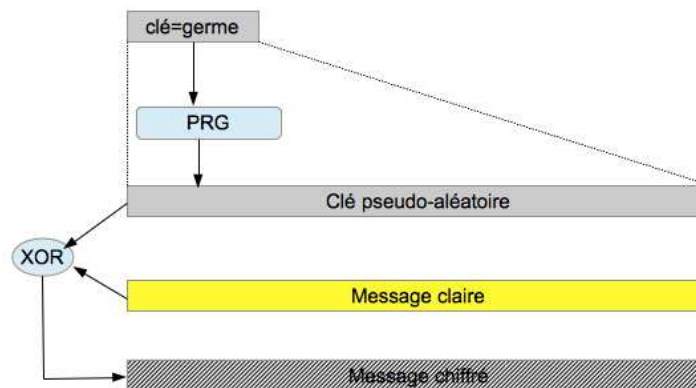 clé=germe
PRG
Clé pseudo-aléatoire
XOR
Message claire
Message chiffré